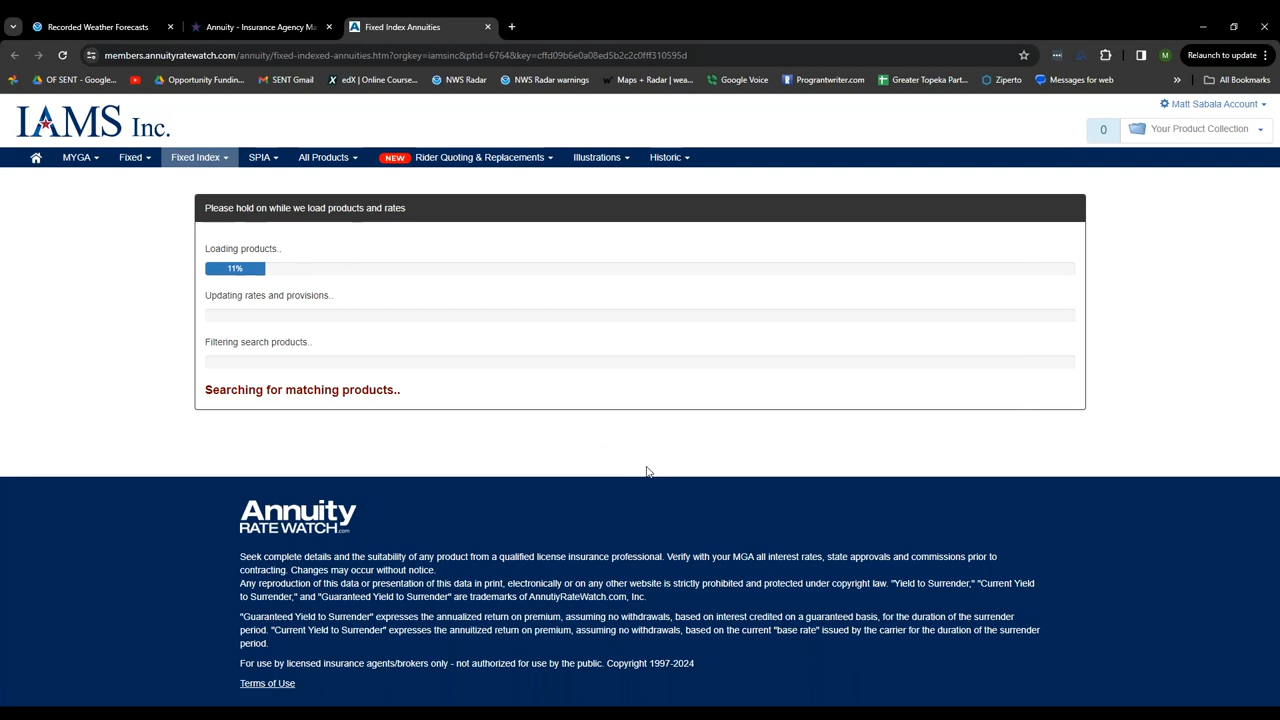 Recorded Weather Forecasts
Annuity - Insurance Agency Ma
Fixed Index Annuities
members.annuityratewatch.com/annuity/fixed-indexed-annuities.htm?orgkey=iamsinc&ptid=6764&key=cffd09b6e0a08ed5b2c2c0fff310595d
M
Relaunch to update
OF SENT - Google...
Opportunity Funding...
SENT Gmail
edX | Online Course...
NWS Radar
NWS Radar warnings
Maps + Radar | wea...
Google Voice
Programtwriter.com
Greater Topeka Part...
Ziperto
Messages for web
All Bookmarks
IAMS Inc.
Matt Sabala Account
0
Your Product Collection
MYGA
Fixed
Fixed Index
SPIA
All Products
NEW Rider Quoting & Replacements
Illustrations
Historic
Please hold on while we load products and rates
Loading products..
11%
Updating rates and provisions..
Filtering search products..
Searching for matching products..
Annuity
RATE WATCH.com
Seek complete details and the suitability of any product from a qualified license insurance professional. Verify with your MGA all interest rates, state approvals and commissions prior to
contracting. Changes may occur without notice.
Any reproduction of this data or presentation of this data in print, electronically or on any other website is strictly prohibited and protected under copyright law. "Yield to Surrender," "Current Yield
to Surrender," and "Guaranteed Yield to Surrender" are trademarks of AnnutiyRateWatch.com, Inc.
"Guaranteed Yield to Surrender" expresses the annualized return on premium, assuming no withdrawals, based on interest credited on a guaranteed basis, for the duration of the surrender
period. "Current Yield to Surrender" expresses the annuitized return on premium, assuming no withdrawals, based on the current "base rate" issued by the carrier for the duration of the surrender
period.
For use by licensed insurance agents/brokers only - not authorized for use by the public. Copyright 1997-2024
Terms of Use